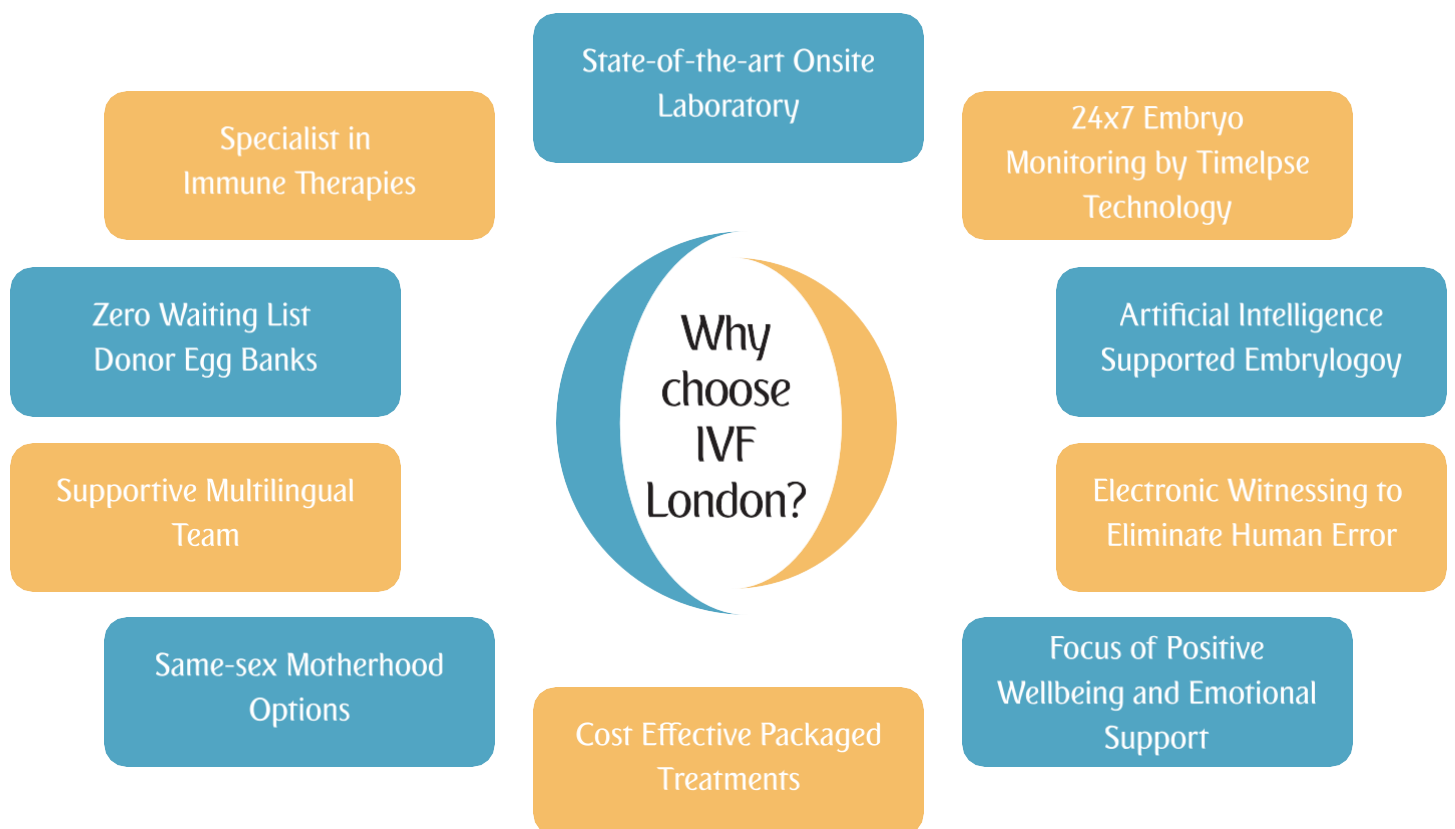 State-of-the-art Onsite
Laboratory
Specialist in
Immune Therapies
24x7 Embryo
Monitoring by Timelpse
Technology
Zero Waiting List
Donor Egg Banks
Artificial Intelligence
Supported Embrylogoy
Why
choose
IVF
London?
Supportive Multilingual
Team
Electronic Witnessing to
Eliminate Human Error
Same-sex Motherhood
Options
Focus of Positive
Wellbeing and Emotional
Support
Cost Effective Packaged
Treatments